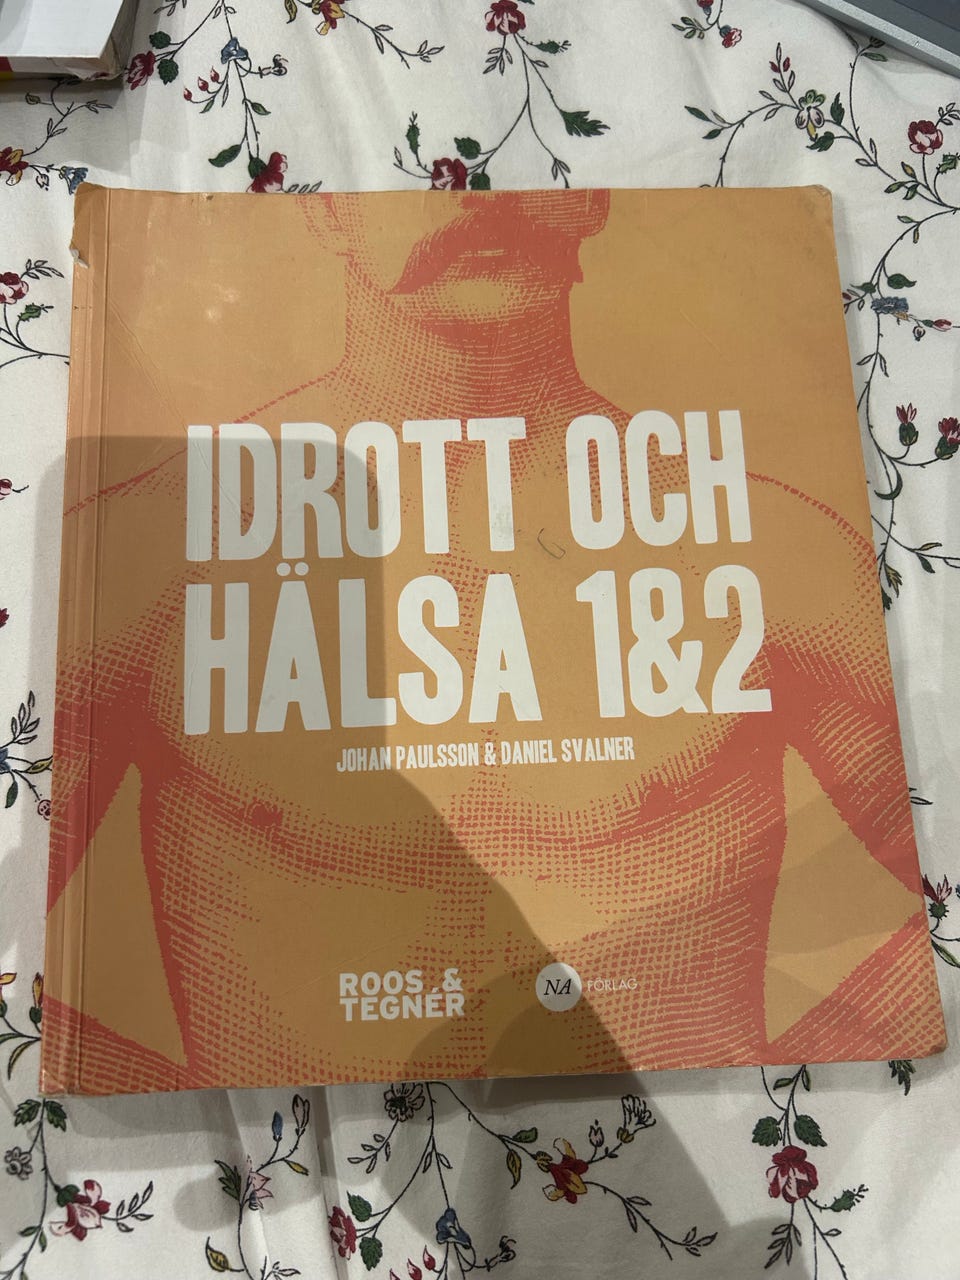 IDROTT OCH
HÄLSA 1&2
JOHAN PAULSSON & DANIEL SVALNER
ROOS &
TEGNÉR
NA FÖRLAG